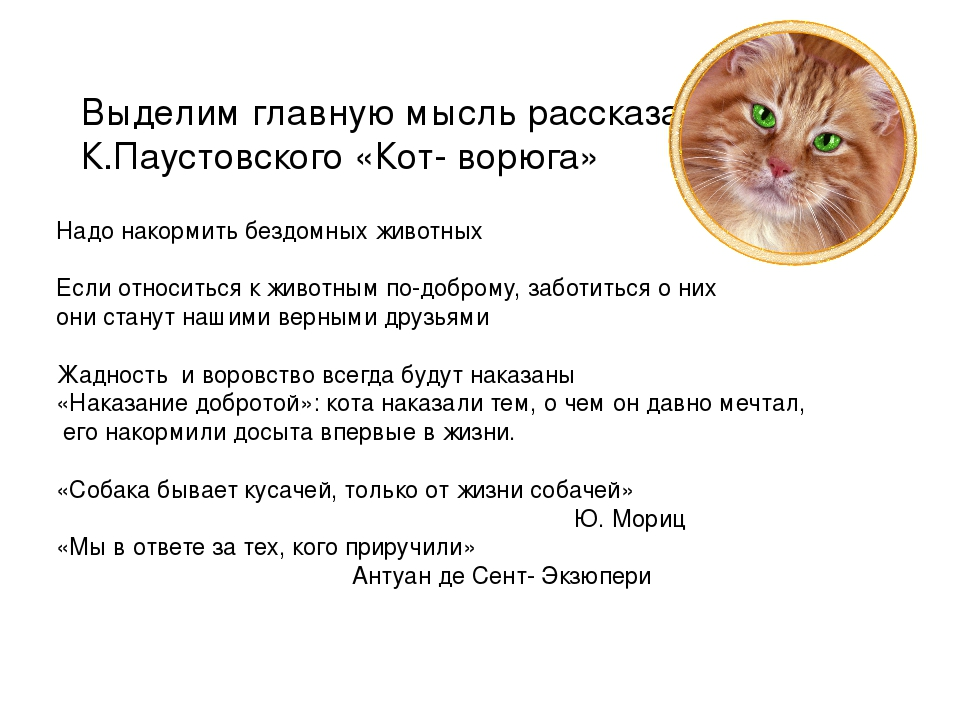 Выделим главную мысль рассказа
К.Паустовского «Кот- ворюга»
Надо накормить бездомных животных
Если относиться к животным по-доброму, заботиться о них
они станут нашими верными друзьями
Жадность и воровство всегда будут наказаны
«Наказание добротой»: кота наказали тем, о чем он давно мечтал,
его накормили досыта впервые в жизни.
«Собака бывает кусачей, только от жизни собачей»
Ю. Мориц
«Мы в ответе за тех, кого приручили»
Антуан де Сент- Экзюпери